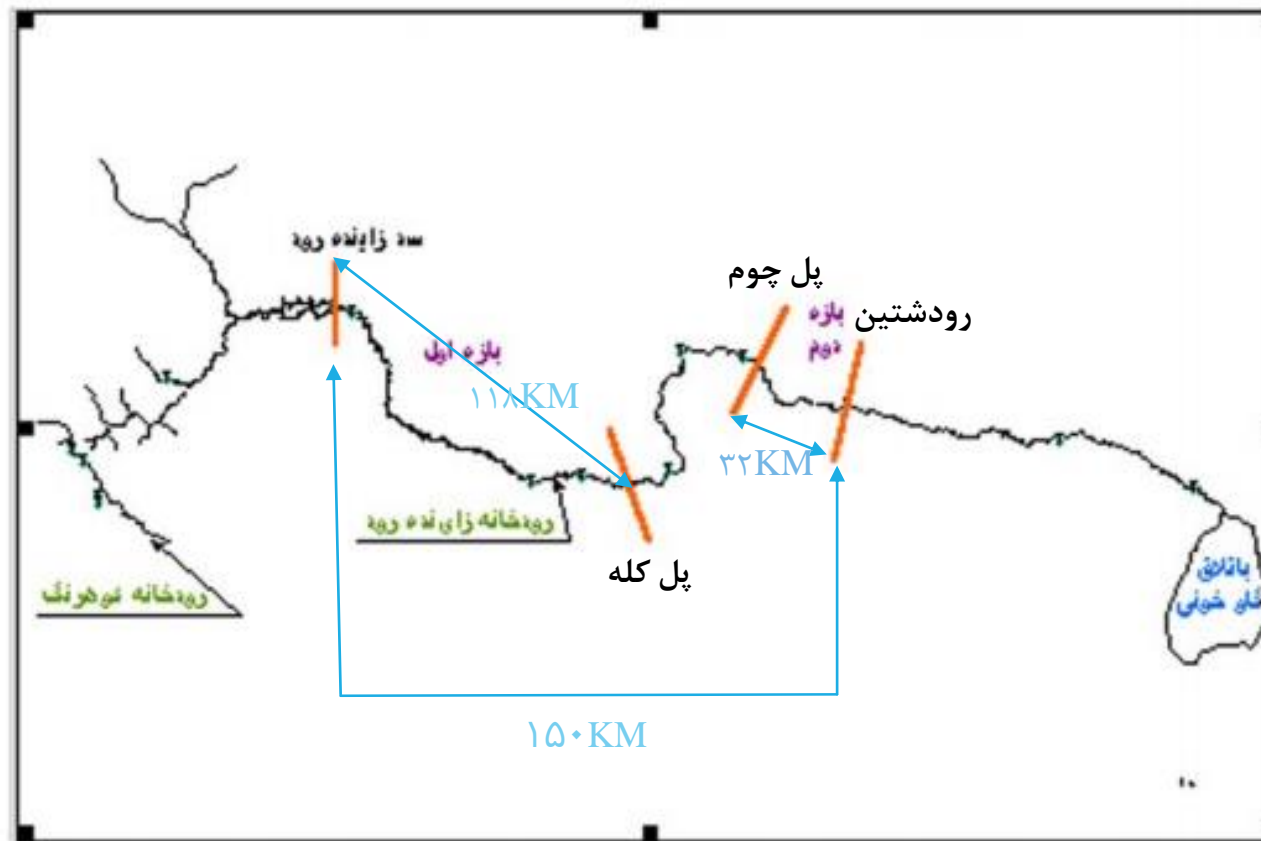 سد زاینده رود
پل چوم
رودشتین
بازه
دوم
بازه اول
۱۱۸KM
۳۲KM
رودخانه زاینده رود
پل کله
رودخانه کوهرنگ
باتلاق
گاو خونی
۱۵۰KM